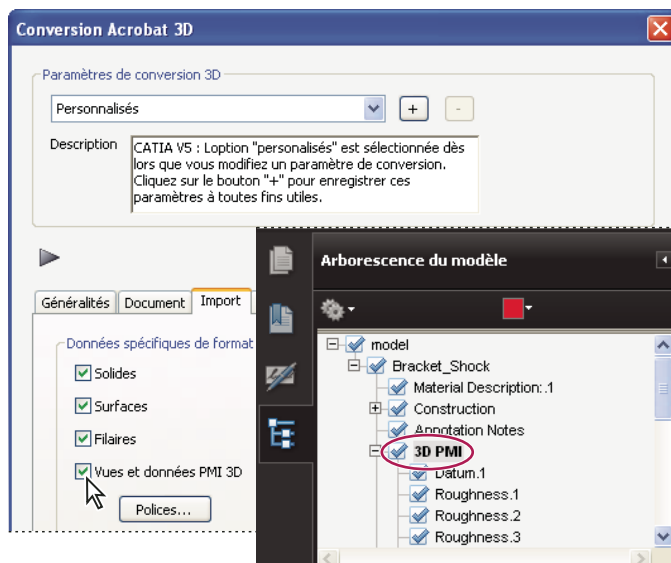 Conversion Acrobat 3D
Paramètres de conversion 3D
Personnalisés
+
-
Description
CATIA V5 : Loption "personalisés" est sélectionnée dès
lors que vous modifiez un paramètre de conversion.
Cliquez sur le bouton "+" pour enregistrer ces
paramètres à toutes fins utiles.
Généralités
Document
Import
Données spécifiques de format
Solides
Surfaces
Filaires
Vues et données PMI 3D
Polices...
Arborescence du modèle
model
Bracket_Shock
Material Description:.1
Construction
Annotation Notes
3D PMI
Datum.1
Roughness.1
Roughness.2
Roughness.3